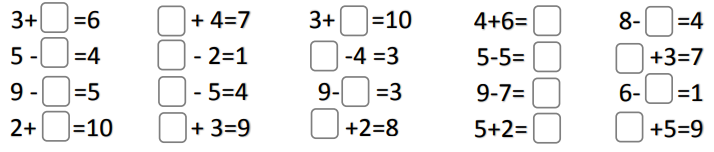 3+☐=6 ☐+ 4=7 3+☐=10 4+6=☐ 8-☐=4
5 -☐=4 ☐- 2=1 ☐-4 =3 5-5=☐ ☐+3=7
9 -☐=5 ☐- 5=4 9-☐=3 9-7=☐ 6-☐=1
2+☐=10 ☐+ 3=9 ☐+2=8 5+2=☐ ☐+5=9